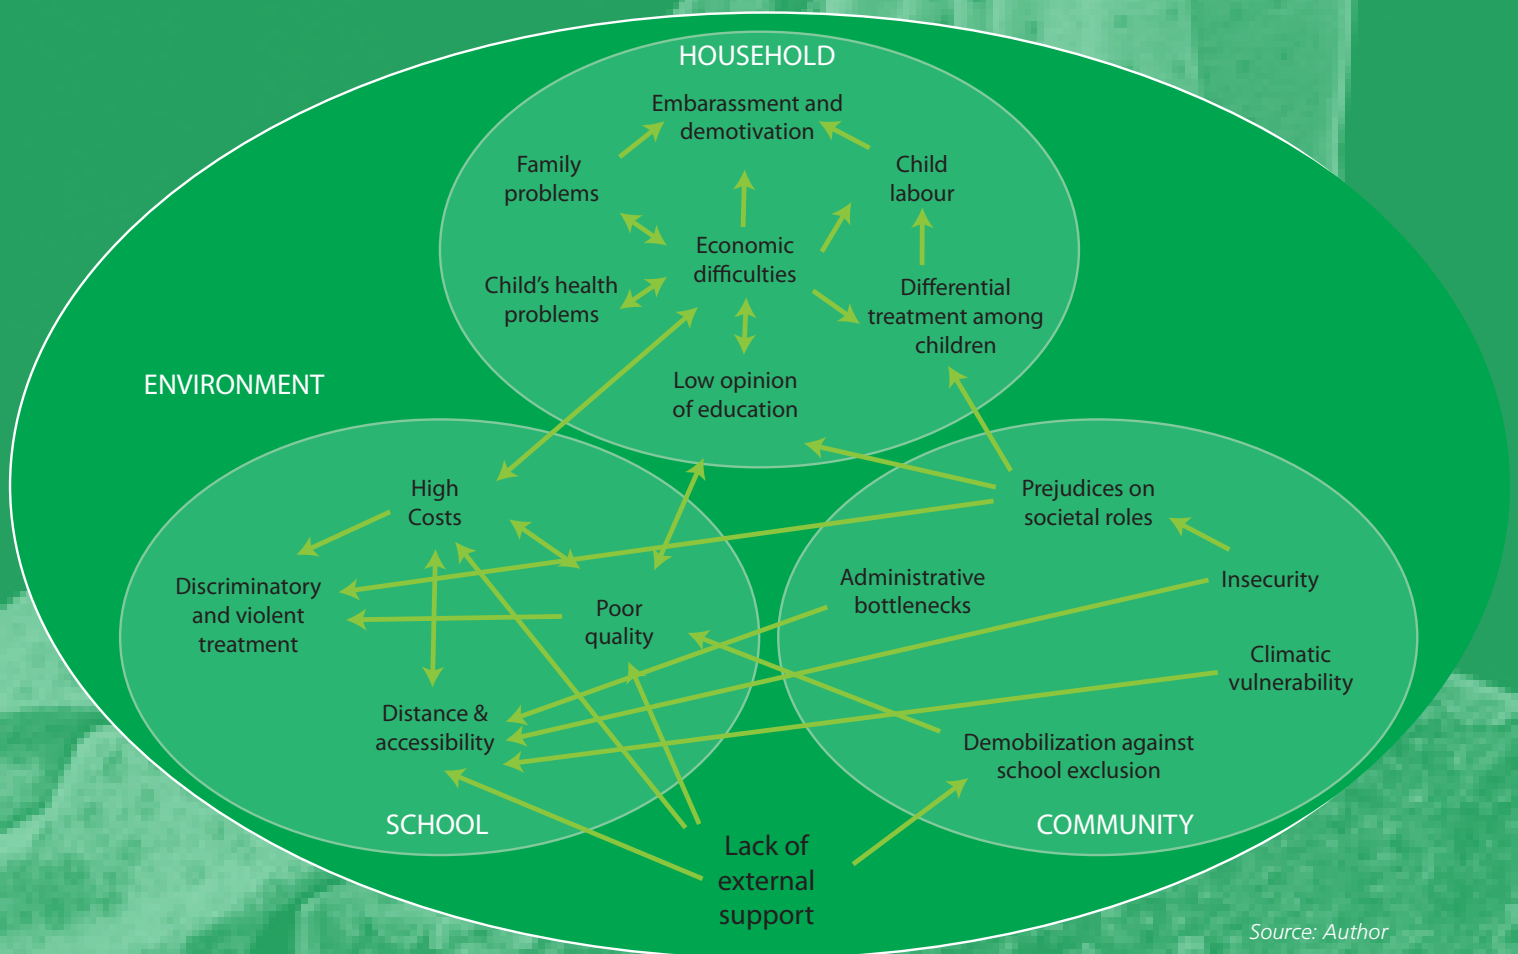 HOUSEHOLD
Embarassment and
demotivation
Family
problems
Child
labour
Economic
difficulties
Child’s health
problems
Differential
treatment among
children
Low opinion
of education
ENVIRONMENT
High
Costs
Prejudices on
societal roles
Discriminatory
and violent
treatment
Poor
quality
Administrative
bottlenecks
Insecurity
Climatic
vulnerability
Distance &
accessibility
Demobilization against
school exclusion
SCHOOL
COMMUNITY
Lack of
external
support
Source: Author